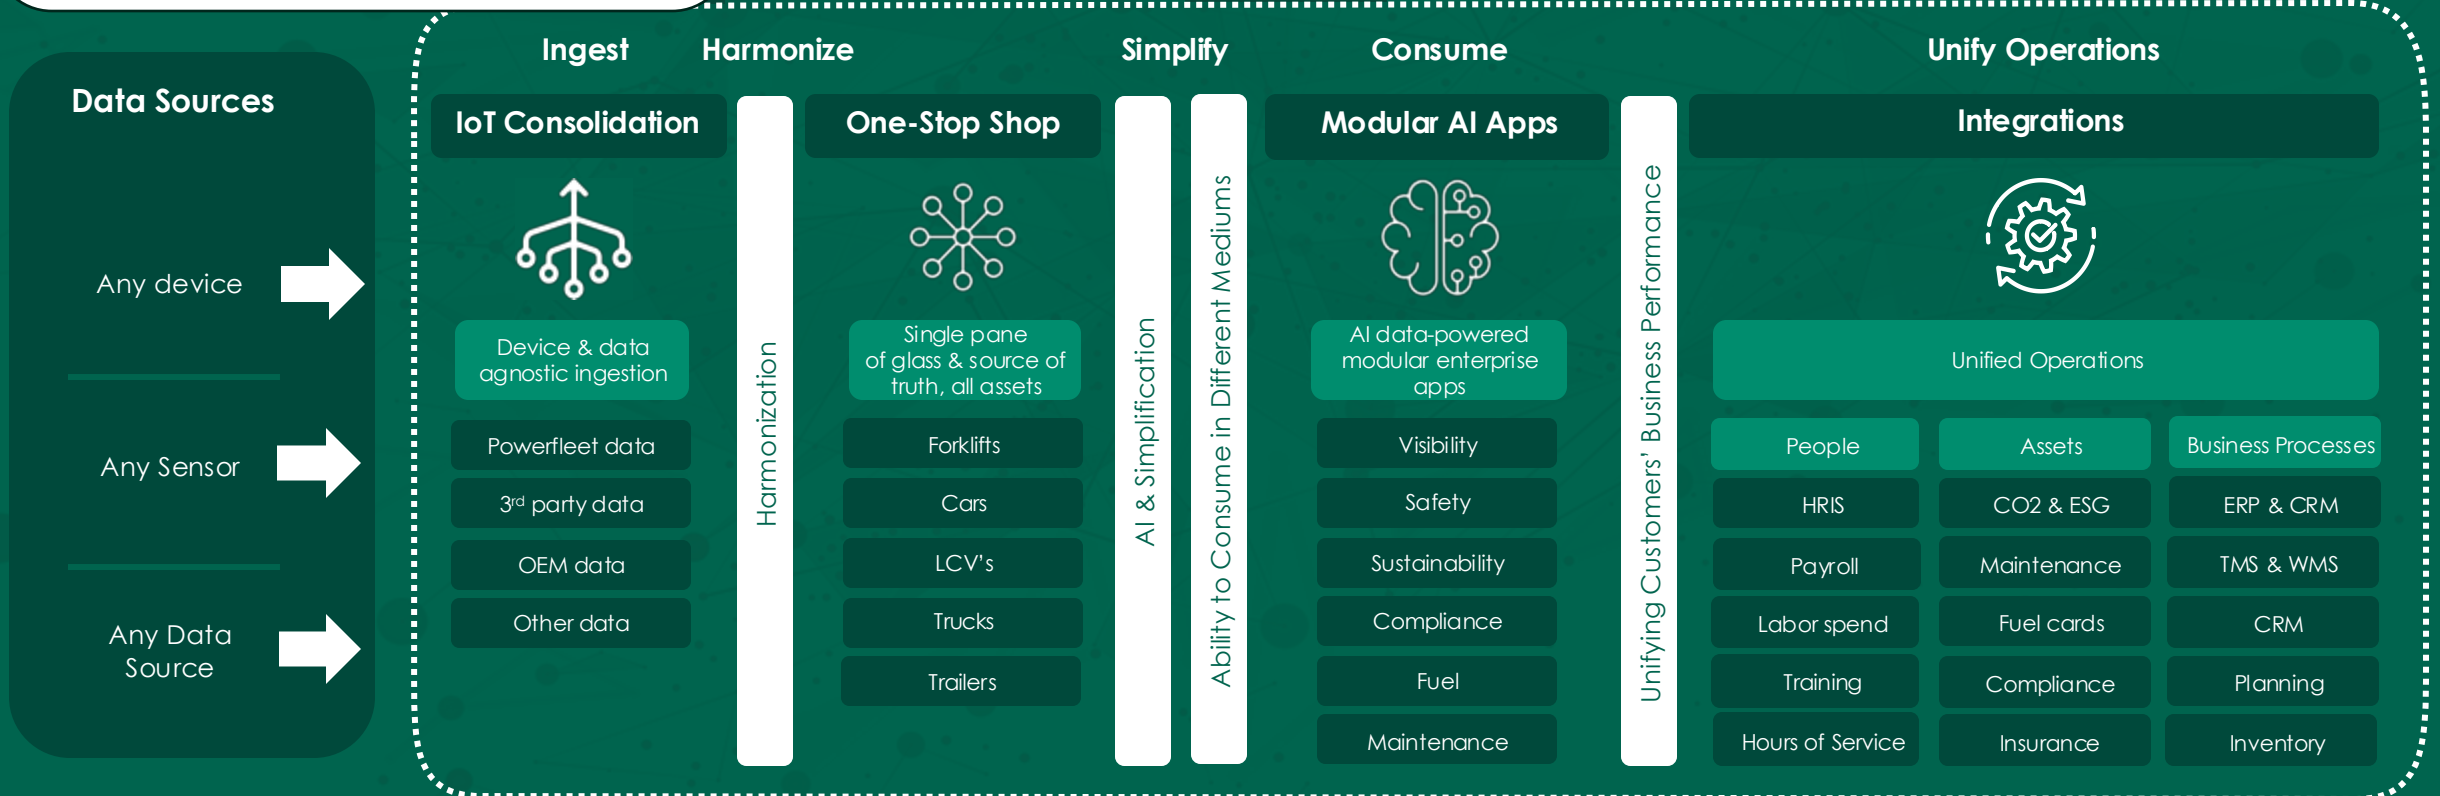 Data Sources
Any device
Any Sensor
Any Data
Source
Ingest
Harmonize
Simplify
Consume
Unify Operations
IoT Consolidation
Device & data
agnostic ingestion
Powerfleet data
3rd party data
OEM data
Other data
Harmonization
One-Stop Shop
Single pane
of glass & source of
truth, all assets
Forklifts
Cars
LCV's
Trucks
Trailers
AI & Simplification
Ability to Consume in Different Mediums
Modular AI Apps
AI data-powered
modular enterprise
apps
Visibility
Safety
Sustainability
Compliance
Fuel
Maintenance
Unifying Customers' Business Performance
Integrations
Unified Operations
People
HRIS
Payroll
Labor spend
Training
Hours of Service
Assets
CO2 & ESG
Maintenance
Fuel cards
Compliance
Insurance
Business Processes
ERP & CRM
TMS & WMS
CRM
Planning
Inventory